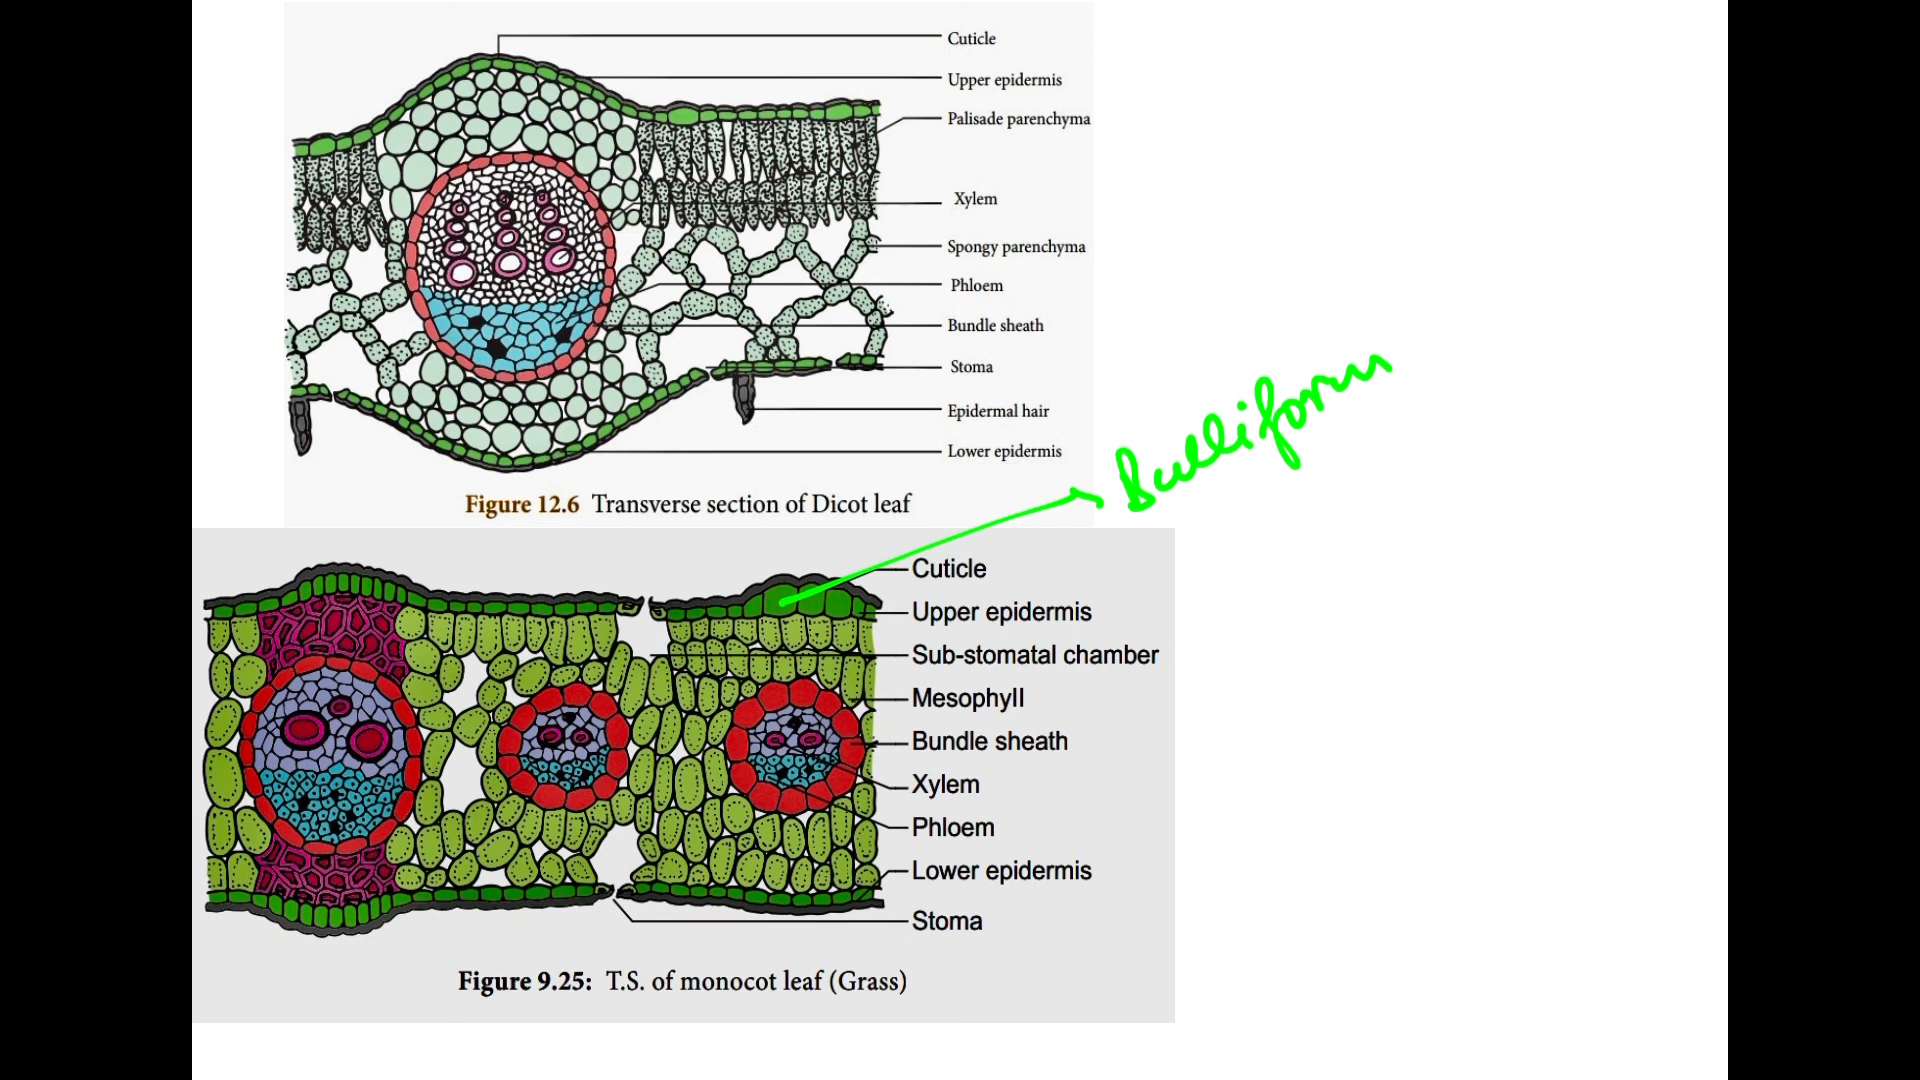 Cuticle
Upper epidermis
Palisade parenchyma
Xylem
Spongy parenchyma
Phloem
Bundle sheath
Stoma
Epidermal hair
Lower epidermis
Figure 12.6 Transverse section of Dicot leaf
Bulliform
Cuticle
Upper epidermis
Sub-stomatal chamber
Mesophyll
Bundle sheath
Xylem
Phloem
Lower epidermis
Stoma
Figure 9.25: T.S. of monocot leaf (Grass)